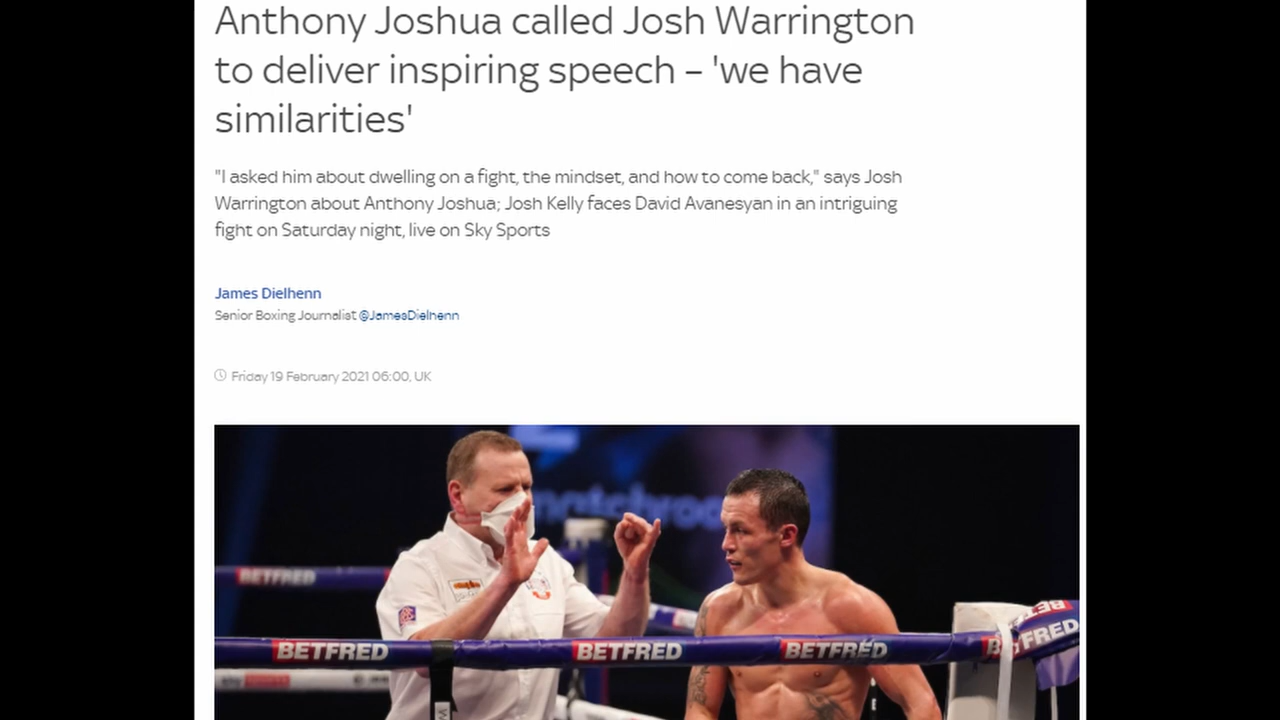 Anthony Joshua called Josh Warrington
to deliver inspiring speech – 'we have
similarities'
"I asked him about dwelling on a fight, the mindset, and how to come back," says Josh
Warrington about Anthony Joshua; Josh Kelly faces David Avanesyan in an intriguing
fight on Saturday night, live on Sky Sports
James Dielhenn
Senior Boxing Journalist @JamesDielhenn
Friday 19 February 2021 06:00, UK
matchroo
BETFRED
BETFRED
BETFRED BETFRED BETFRED
sky